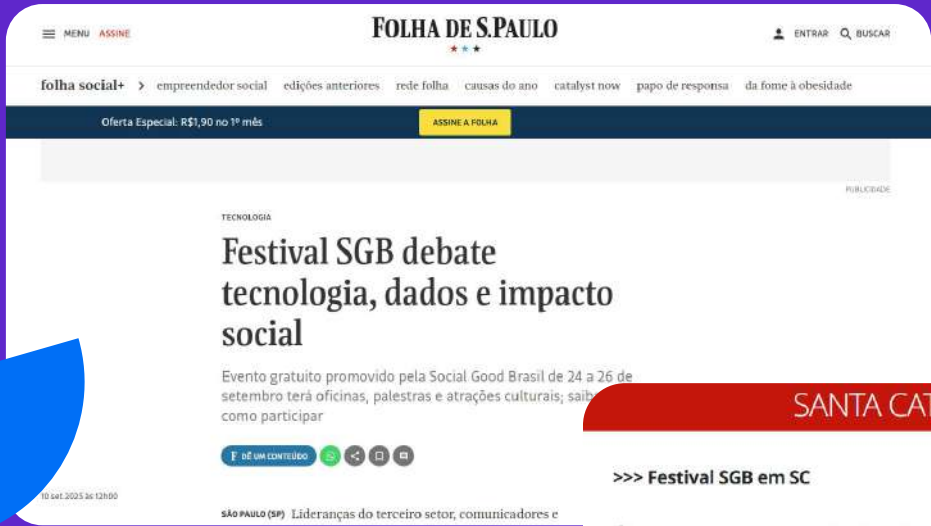 MENU ASSINE FOLHA DE S.PAULO ENTRAR BUSCAR
folha social+ > empreendedor social edições anteriores rede folha causas do ano catalyst now papo de responsa da fome à obesidade
Oferta Especial: R$1,90 no 1º mês ASSINE A FOLHA
PUBLICIDADE
TECNOLOGIA
Festival SGB debate
tecnologia, dados e impacto
social
Evento gratuito promovido pela Social Good Brasil de 24 a 26 de
setembro terá oficinas, palestras e atrações culturais;
como participar
SANTA CAT
F DÊ UM CONTEÚDO
>>> Festival SGB em SC
10 set.2025 às 12h00
SÃO PAULO (SP) Lideranças do terceiro setor, comunicadores e